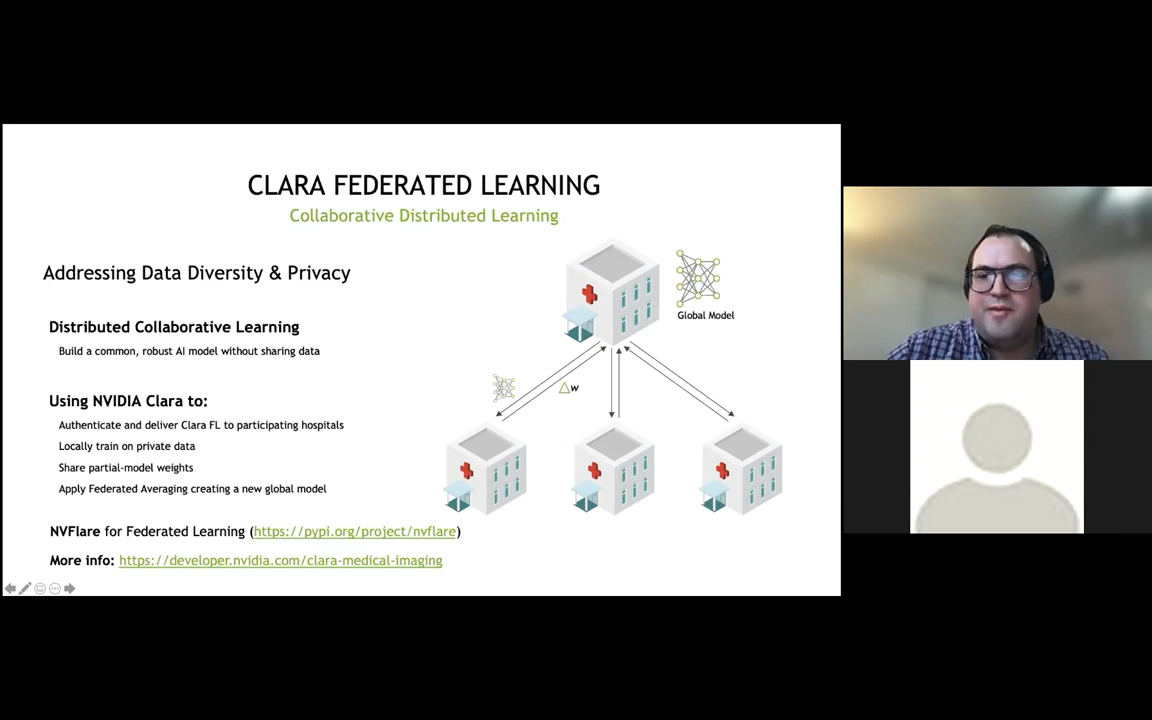 CLARA FEDERATED LEARNING
Collaborative Distributed Learning
Addressing Data Diversity & Privacy
Distributed Collaborative Learning
Build a common, robust AI model without sharing data
Using NVIDIA Clara to:
Authenticate and deliver Clara FL to participating hospitals
Locally train on private data
Share partial-model weights
Apply Federated Averaging creating a new global model
NVFlare for Federated Learning (https://pypi.org/project/nvflare)
More info: https://developer.nvidia.com/clara-medical-imaging
Global Model
△w